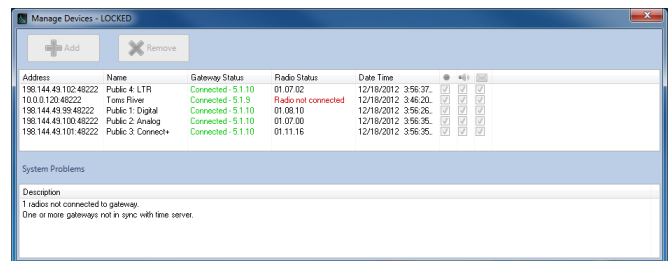 Manage Devices - LOCKED
Add Remove
Address Name Gateway Status Radio Status Date Time
198.144.49.102:48222 Public 4: LTR Connected - 5.1.10 01.07.02 12/18/2012 3:56:37..
10.0.0.120:48222 Toms River Connected - 5.1.9 Radio not connected 12/18/2012 3:46:20..
198.144.49.99:48222 Public 1: Digital Connected - 5.1.10 01.08.10 12/18/2012 3:56:26..
198.144.49.100:48222 Public 2: Analog Connected - 5.1.10 01.07.00 12/18/2012 3:56:35..
198.144.49.101:48222 Public 3: Connect+ Connected - 5.1.10 01.11.16 12/18/2012 3:56:35..
System Problems
Description
1 radios not connected to gateway.
One or more gateways not in sync with time server.